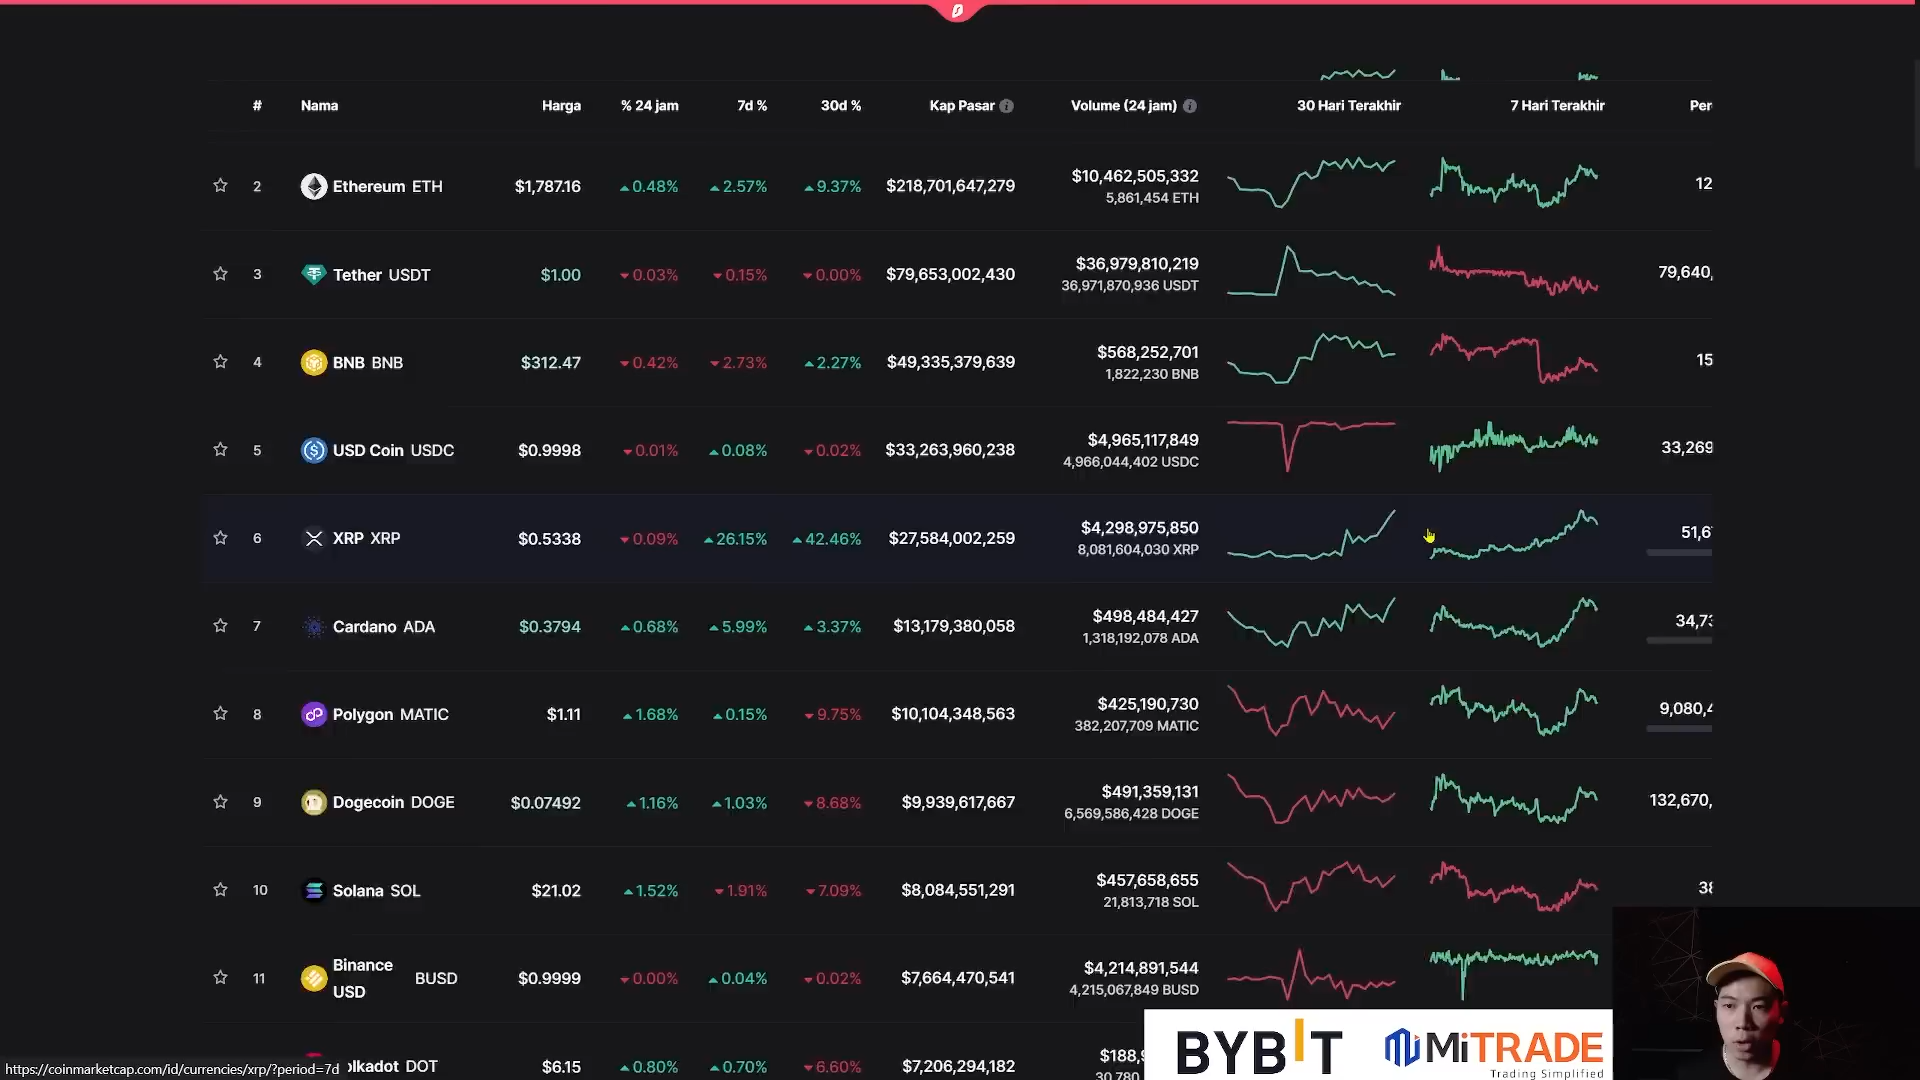 # Nama Harga % 24 jam 7d % 30d % Kap Pasar Volume (24 jam) 30 Hari Terakhir 7 Hari Terakhir Per
2 Ethereum ETH $1,787.16 0.48% 2.57% 9.37% $218,701,647,279 $10,462,505,332 12
5,861,454 ETH
3 Tether USDT $1.00 0.03% 0.15% 0.00% $79,653,002,430 $36,979,810,219 79,640,
36,971,870,936 USDT
4 BNB BNB $312.47 0.42% 2.73% 2.27% $49,335,379,639 $568,252,701 15
1,822,230 BNB
5 USD Coin USDC $0.9998 0.01% 0.08% 0.02% $33,263,960,238 $4,965,117,849 33,269
4,966,044,402 USDC
6 XRP XRP $0.5338 0.09% 26.15% 42.46% $27,584,002,259 $4,298,975,850 51,6
8,081,604,030 XRP
7 Cardano ADA $0.3794 0.68% 5.99% 3.37% $13,179,380,058 $498,484,427 34,73
1,318,192,078 ADA
8 Polygon MATIC $1.11 1.68% 0.15% 9.75% $10,104,348,563 $425,190,730 9,080,4
382,207,709 MATIC
9 Dogecoin DOGE $0.07492 1.16% 1.03% 8.68% $9,939,617,667 $491,359,131 132,670,
6,569,586,428 DOGE
10 Solana SOL $21.02 1.52% 1.91% 7.09% $8,084,551,291 $457,658,655 38
21,813,718 SOL
11 Binance USD BUSD $0.9999 0.00% 0.04% 0.02% $7,664,470,541 $4,214,891,544
4,215,067,849 BUSD
olkadot DOT $6.15 0.80% 0.70% 6.60% $7,206,294,182 $188,9
30,780
https://coinmarketcap.com/id/currencies/xrp/?period=7d
BYBIT MiTRADE
Trading Simplified